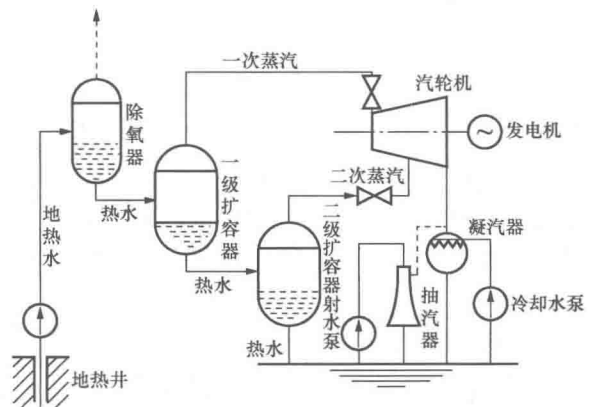 一次蒸汽
汽轮机
发电机
~
除氧器
一级扩容器
二次蒸汽
地热水
热水
二级扩容器
凝汽器
热水
射水泵
抽汽器
冷却水泵
热水
地热井